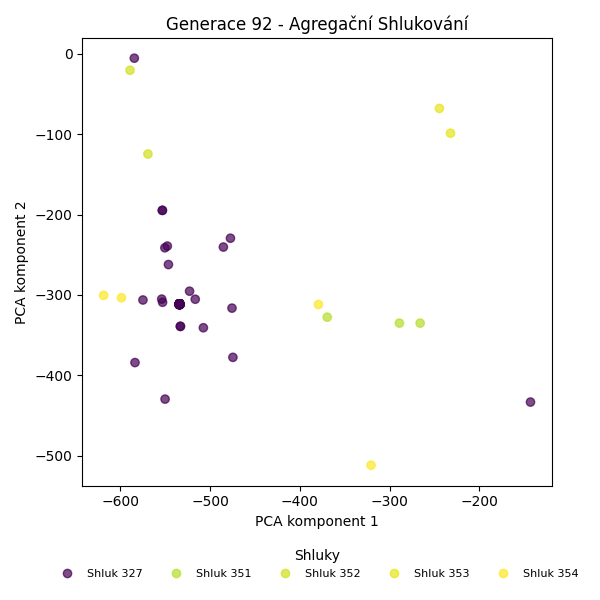 Generace 92 - Agregační Shlukování
0
−100
−200
−300
−400
−500
PCA komponent 2
−600 −500 −400 −300 −200
PCA komponent 1
Shluky
Shluk 327 Shluk 351 Shluk 352 Shluk 353 Shluk 354